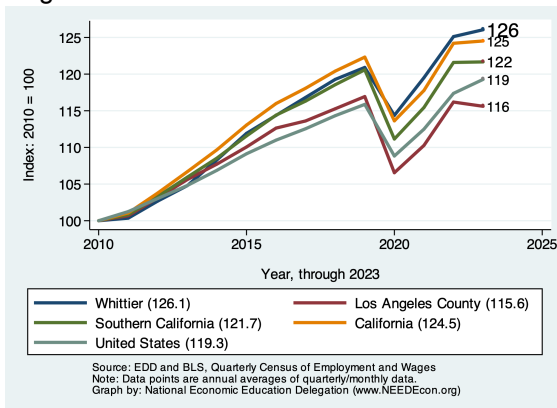 126
125
125
122
120
119
116
115
110
105
100
Index: 2010 = 100
2010 2015 2020 2025
Year, through 2023
Whittier (126.1) Los Angeles County (115.6)
Southern California (121.7) California (124.5)
United States (119.3)
Source: EDD and BLS, Quarterly Census of Employment and Wages
Note: Data points are annual averages of quarterly/monthly data.
Graph by: National Economic Education Delegation (www.NEEDEcon.org)